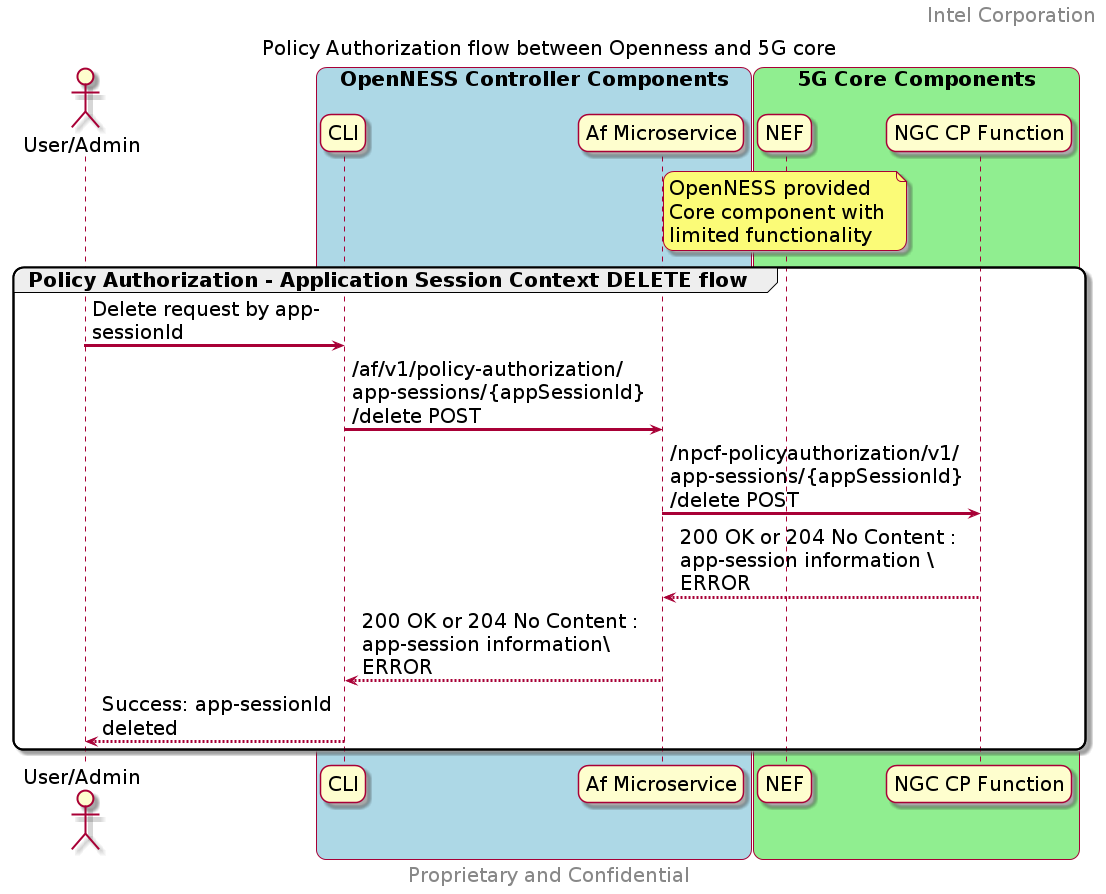 Intel Corporation
Policy Authorization flow between Openness and 5G core
OpenNESS Controller Components
5G Core Components
User/Admin
CLI
Af Microservice
NEF
NGC CP Function
OpenNESS provided
Core component with
limited functionality
Policy Authorization - Application Session Context DELETE flow
Delete request by app-
sessionId
/af/v1/policy-authorization/
app-sessions/{appSessionId}
/delete POST
/npcf-policyauthorization/v1/
app-sessions/{appSessionId}
/delete POST
200 OK or 204 No Content :
app-session information \
ERROR
200 OK or 204 No Content :
app-session information\
ERROR
Success: app-sessionId
deleted
User/Admin
CLI
Af Microservice
NEF
NGC CP Function
Proprietary and Confidential